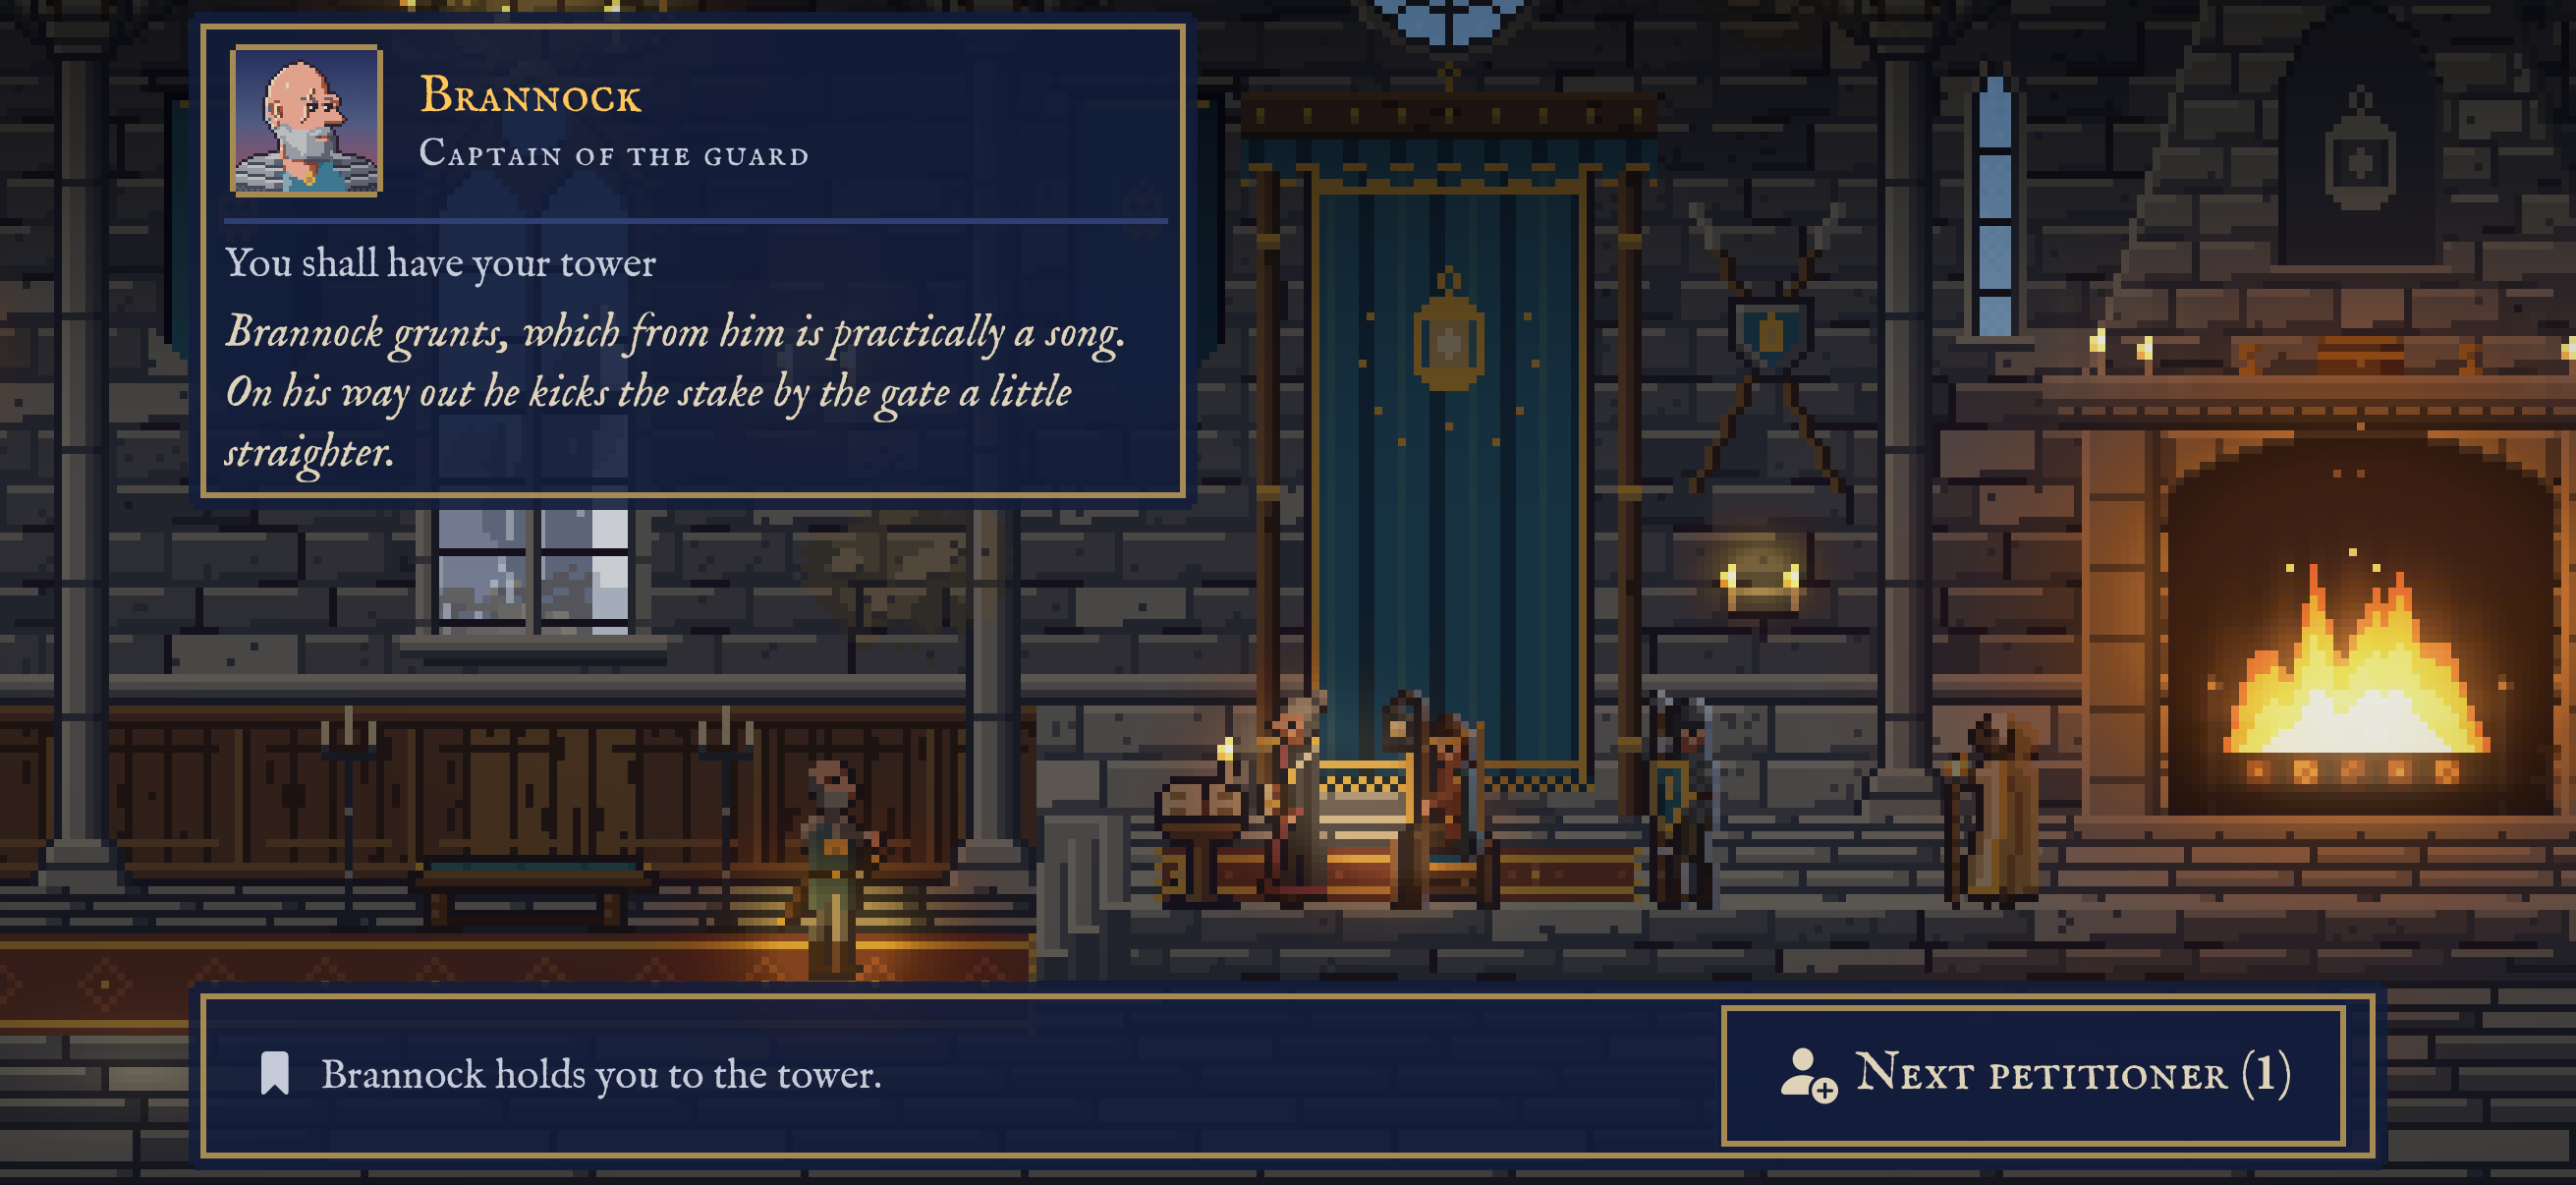 Brannock
Captain of the guard
You shall have your tower
Brannock grunts, which from him is practically a song.
On his way out he kicks the stake by the gate a little
straighter.
Brannock holds you to the tower.
Next petitioner (1)